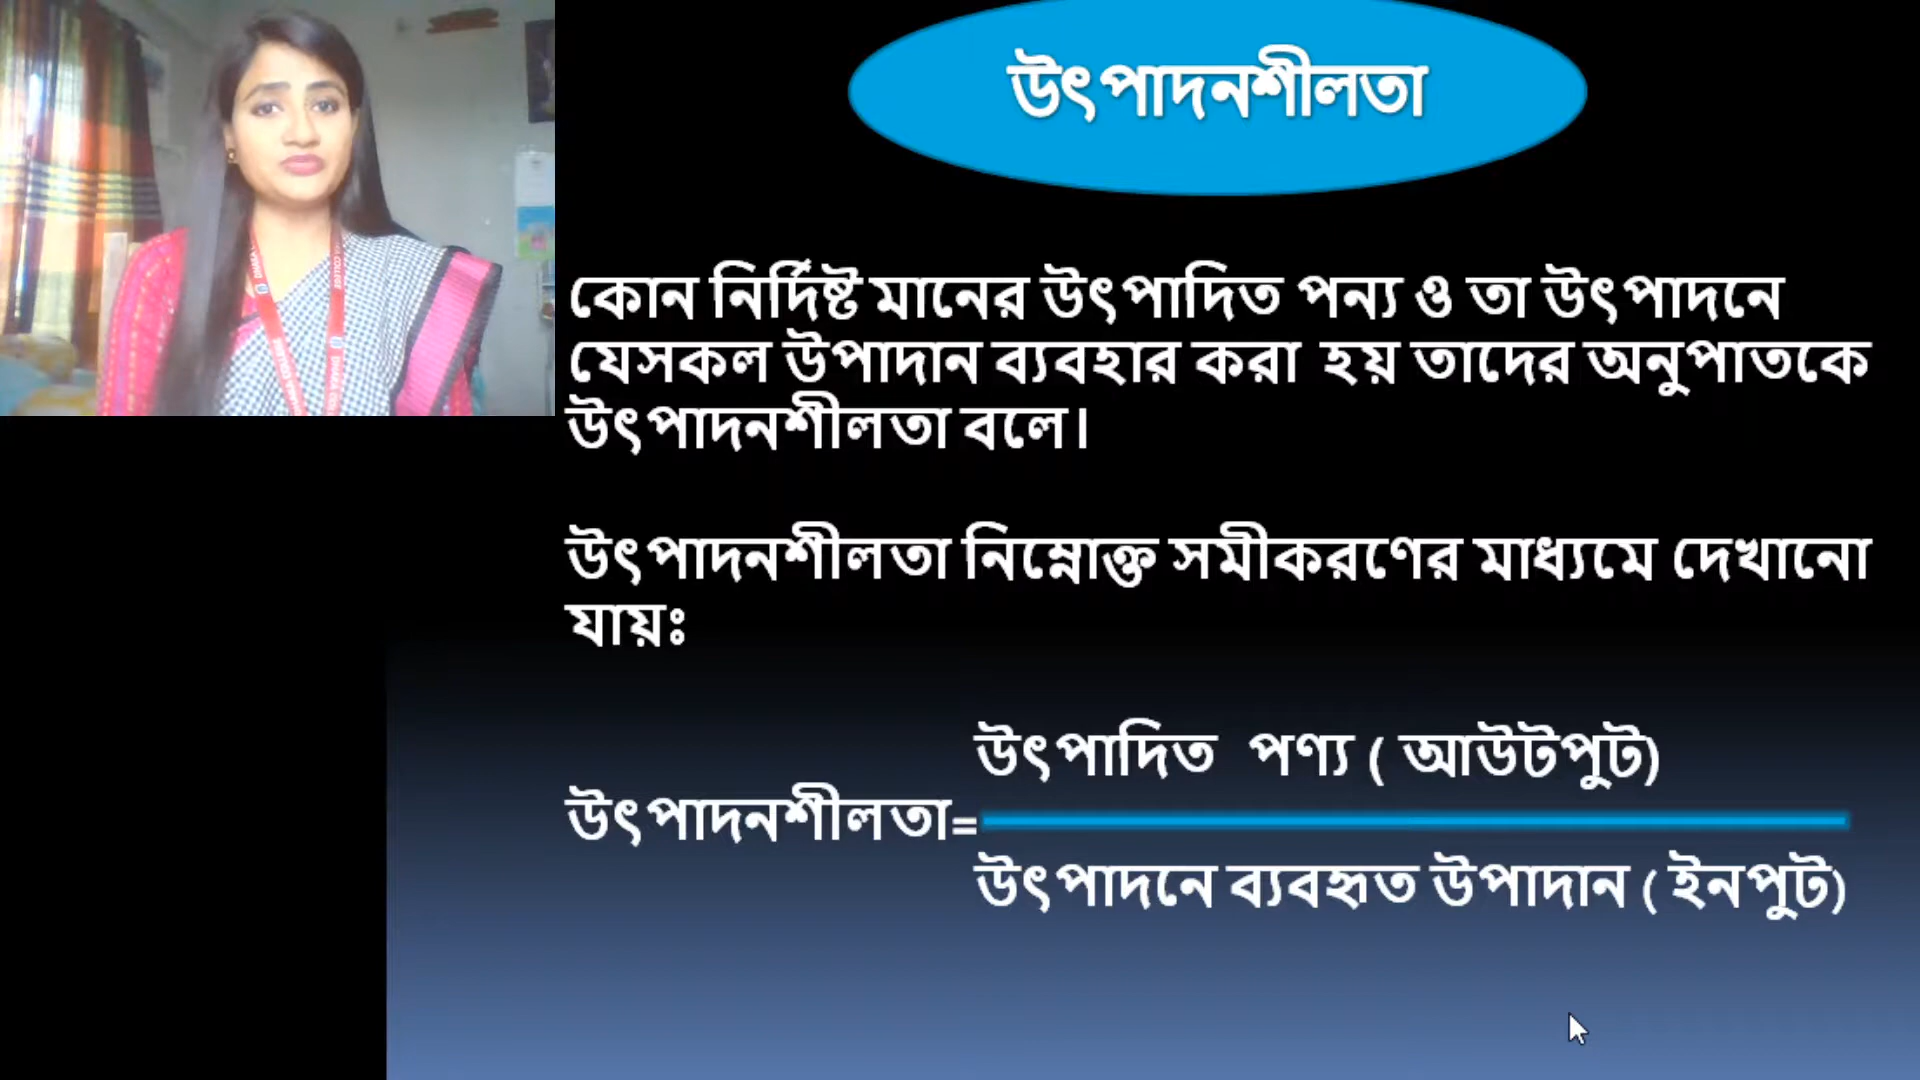 উৎপাদনশীলতা
কোন নির্দিষ্ট মানের উৎপাদিত পন্য ও তা উৎপাদনে
যেসকল উপাদান ব্যবহার করা হয় তাদের অনুপাতকে
উৎপাদনশীলতা বলে।
উৎপাদনশীলতা নিম্নোক্ত সমীকরণের মাধ্যমে দেখানো
যায়ঃ
উৎপাদিত পণ্য ( আউটপুট)
উৎপাদনশীলতা=
উৎপাদনে ব্যবহৃত উপাদান ( ইনপুট)